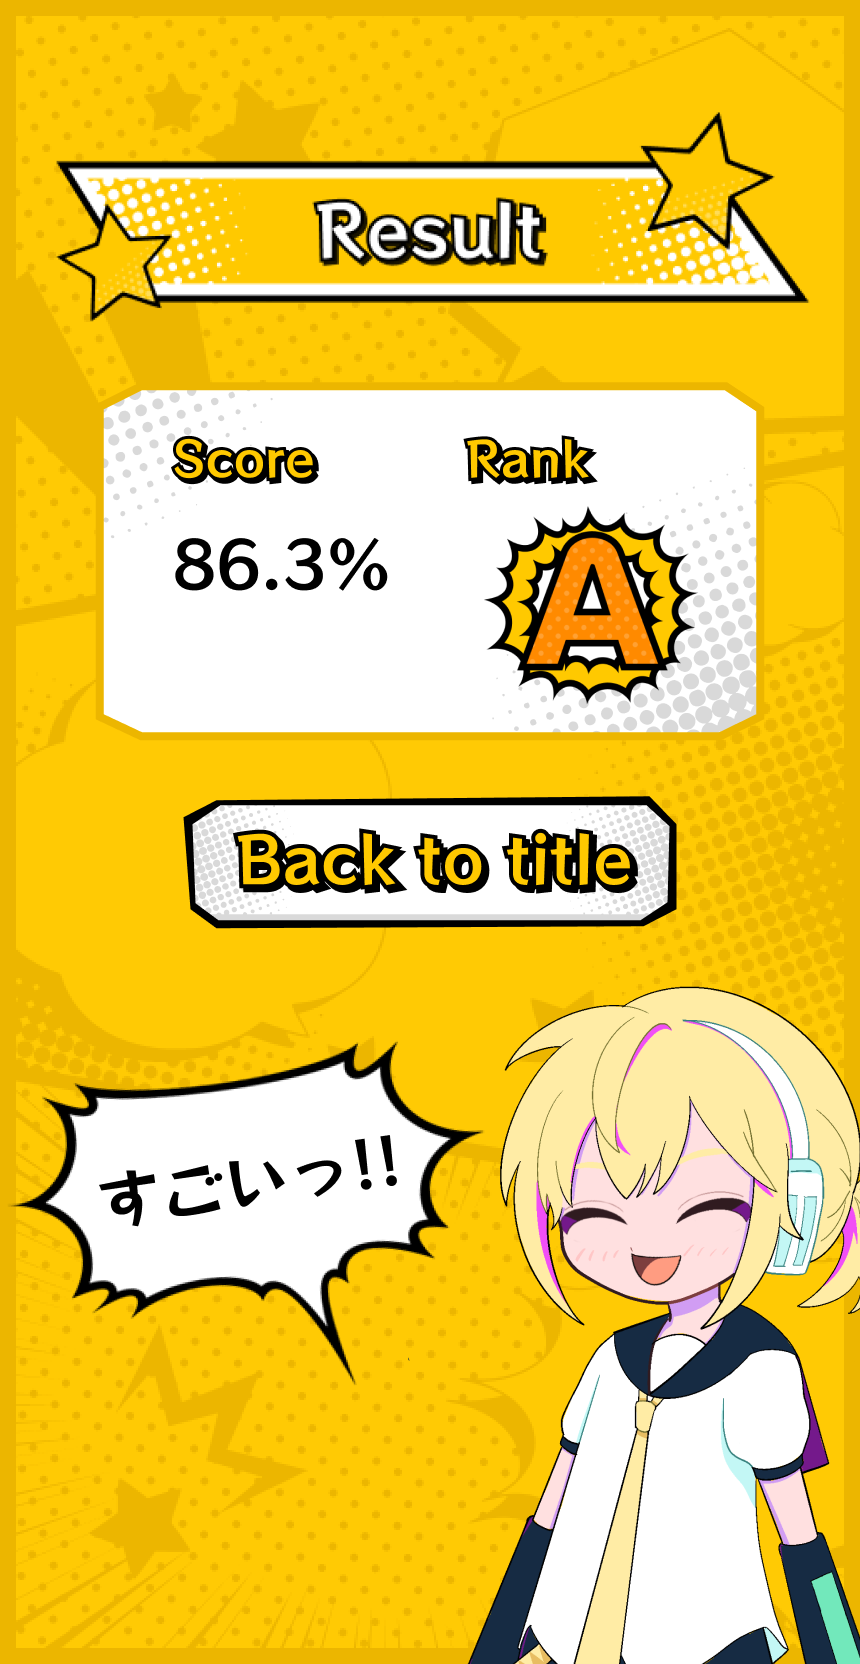 Result
Score
Rank
86.3%
A
Back to title
すごいっ!!